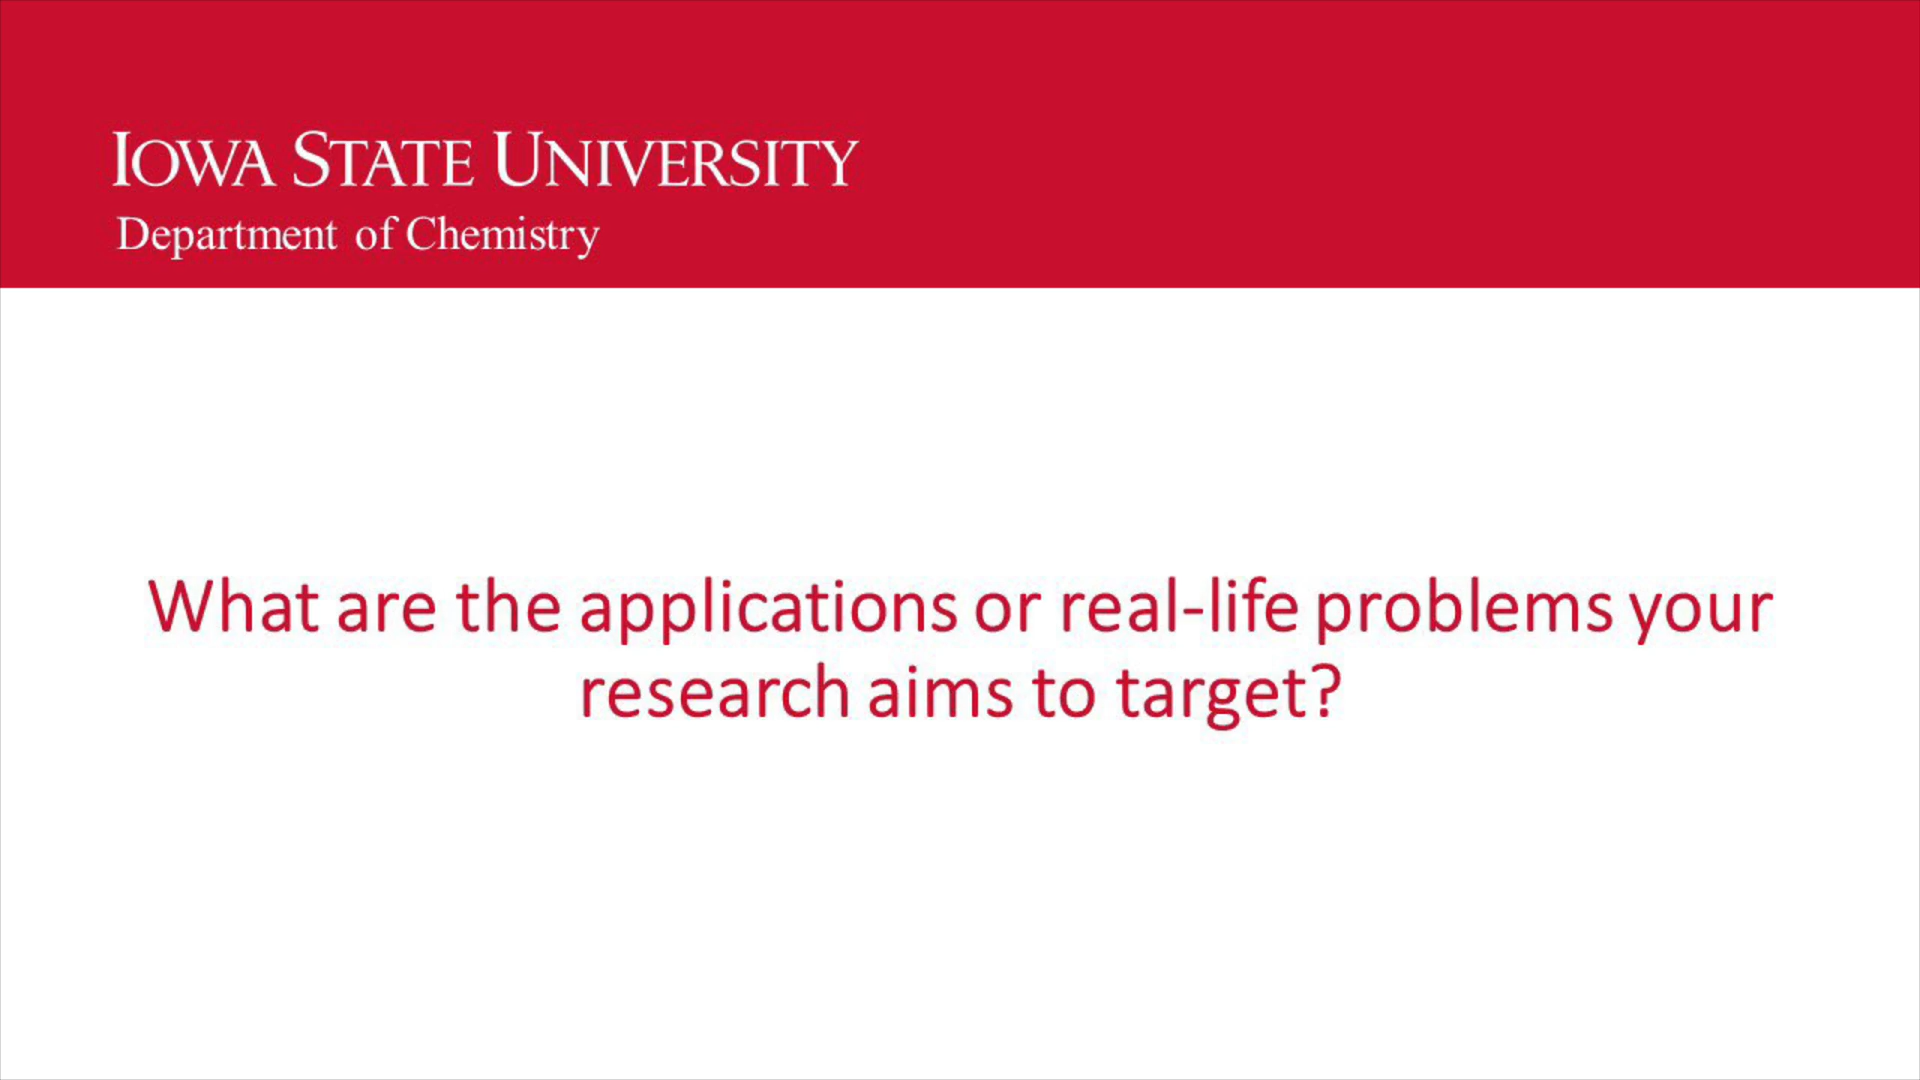 IOWA STATE UNIVERSITY
Department of Chemistry
What are the applications or real-life problems your
research aims to target?